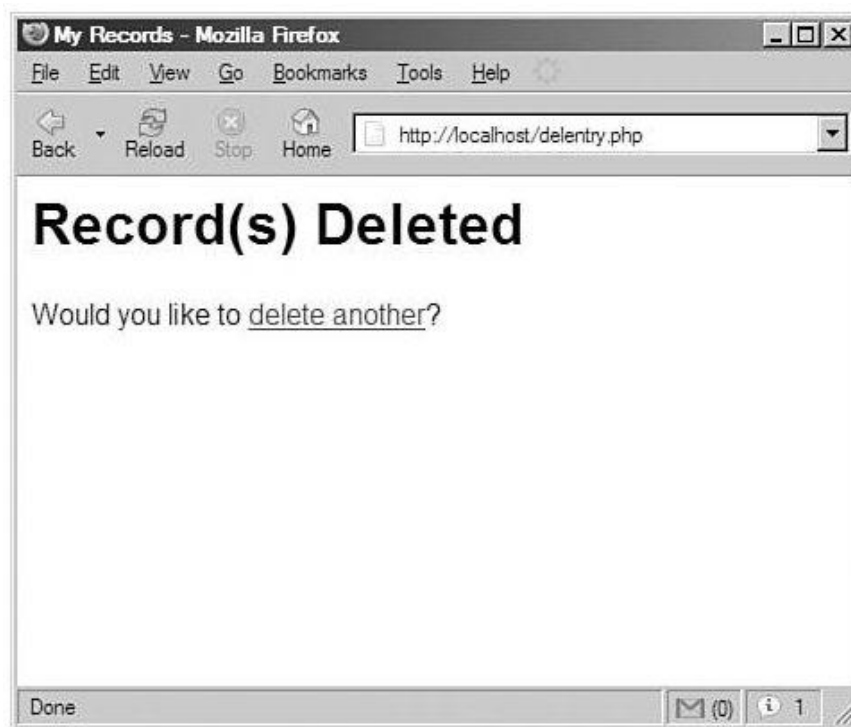 My Records - Mozilla Firefox
File Edit View Go Bookmarks Tools Help
Back Reload Stop Home http://localhost/delentry.php
Record(s) Deleted
Would you like to delete another?
Done (0) 1